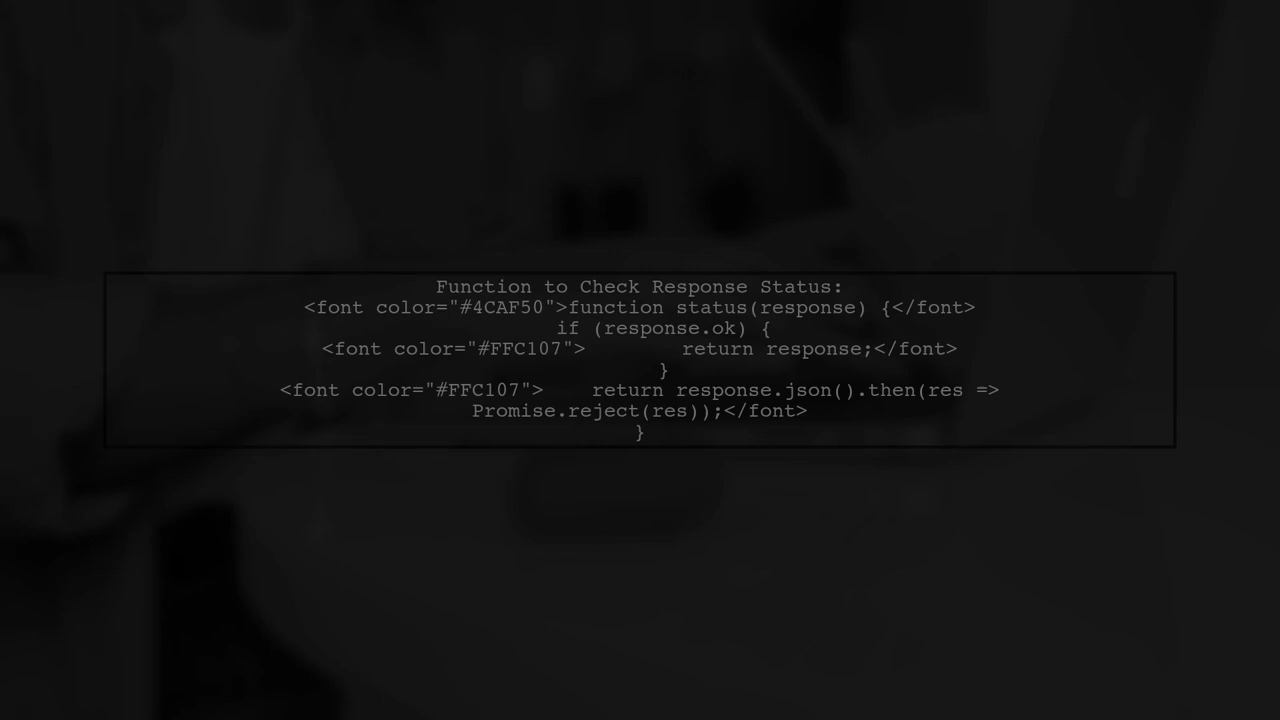 Function to Check Response Status:
<font color="#4CAF50">function status(response) {</font>
if (response.ok) {
<font color="#FFC107">        return response;</font>
}
<font color="#FFC107">    return response.json().then(res =>
Promise.reject(res));</font>
}